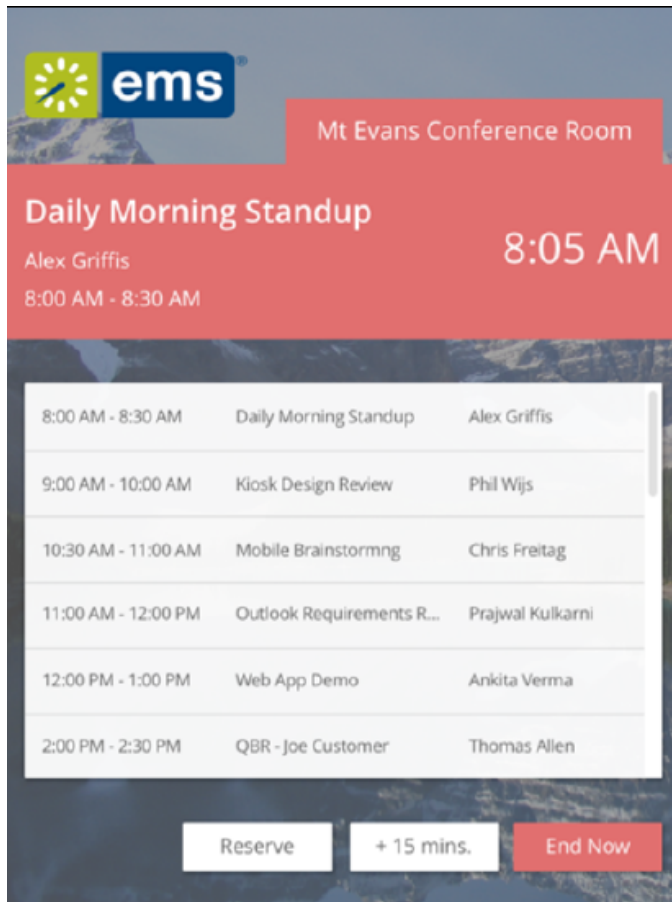 ems®
Mt Evans Conference Room
Daily Morning Standup
8:05 AM
Alex Griffis
8:00 AM - 8:30 AM
8:00 AM - 8:30 AM Daily Morning Standup Alex Griffis
9:00 AM - 10:00 AM Kiosk Design Review Phil Wijs
10:30 AM - 11:00 AM Mobile Brainstormng Chris Freitag
11:00 AM - 12:00 PM Outlook Requirements R... Prajwal Kulkarni
12:00 PM - 1:00 PM Web App Demo Ankita Verma
2:00 PM - 2:30 PM QBR - Joe Customer Thomas Allen
Reserve + 15 mins. End Now